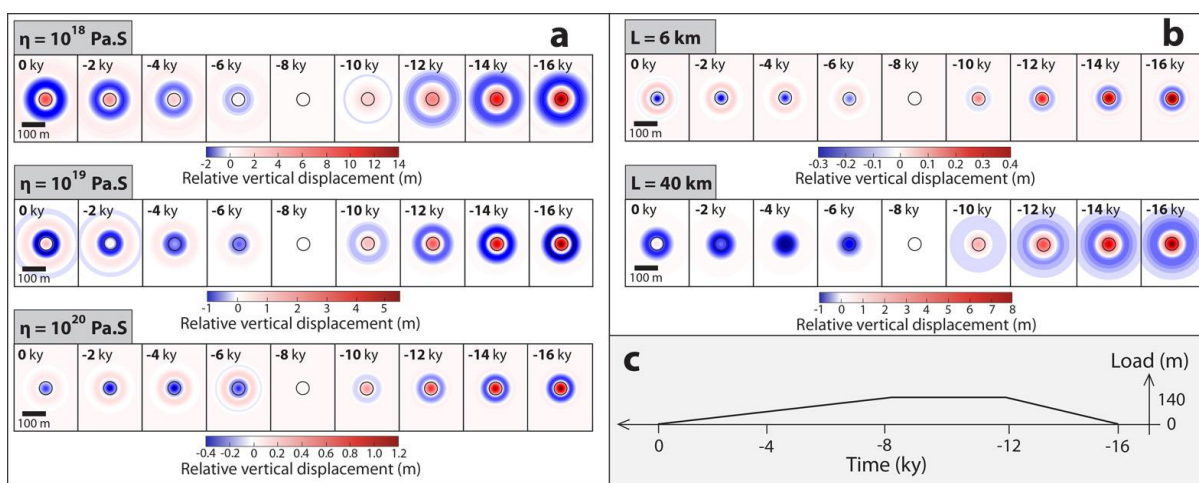 η = 10¹⁸ Pa.S
a
0 ky -2 ky -4 ky -6 ky -8 ky -10 ky -12 ky -14 ky -16 ky
100 m
-2 0 2 4 6 8 10 12 14
Relative vertical displacement (m)
η = 10¹⁹ Pa.S
0 ky -2 ky -4 ky -6 ky -8 ky -10 ky -12 ky -14 ky -16 ky
100 m
-1 0 1 2 3 4 5
Relative vertical displacement (m)
η = 10²⁰ Pa.S
0 ky -2 ky -4 ky -6 ky -8 ky -10 ky -12 ky -14 ky -16 ky
100 m
-0.4 -0.2 0 0.2 0.4 0.6 0.8 1.0 1.2
Relative vertical displacement (m)
L = 6 km
b
0 ky -2 ky -4 ky -6 ky -8 ky -10 ky -12 ky -14 ky -16 ky
100 m
-0.3 -0.2 -0.1 0 0.1 0.2 0.3 0.4
Relative vertical displacement (m)
L = 40 km
0 ky -2 ky -4 ky -6 ky -8 ky -10 ky -12 ky -14 ky -16 ky
100 m
-1 0 1 2 3 4 5 6 7 8
Relative vertical displacement (m)
c
Load (m)
140
0
0 -4 -8 -12 -16
Time (ky)